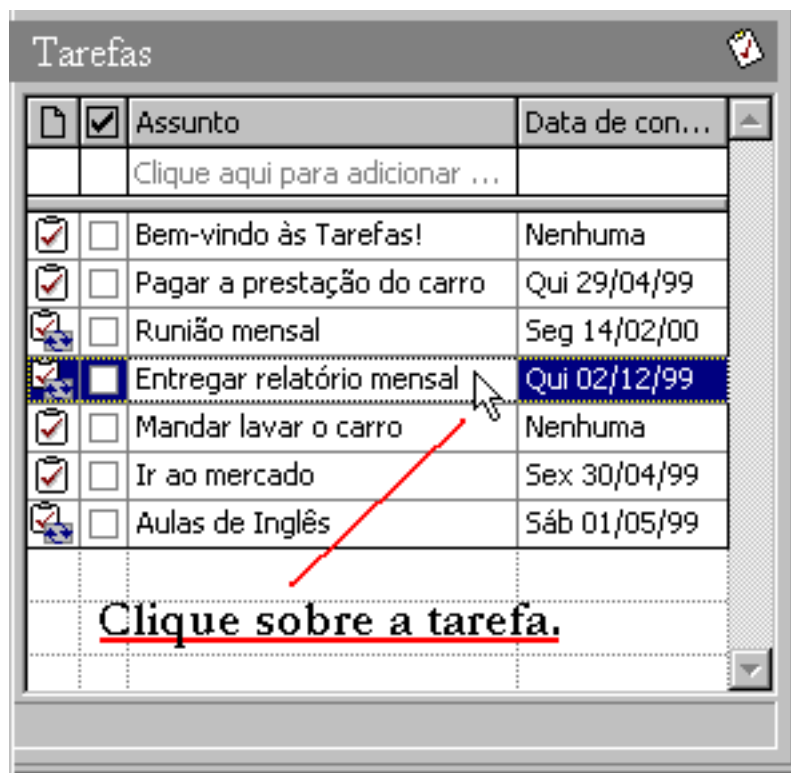 Tarefas
Assunto Data de con...
Clique aqui para adicionar ...
Bem-vindo às Tarefas! Nenhuma
Pagar a prestação do carro Qui 29/04/99
Runião mensal Seg 14/02/00
Entregar relatório mensal Qui 02/12/99
Mandar lavar o carro Nenhuma
Ir ao mercado Sex 30/04/99
Aulas de Inglês Sáb 01/05/99
Clique sobre a tarefa.